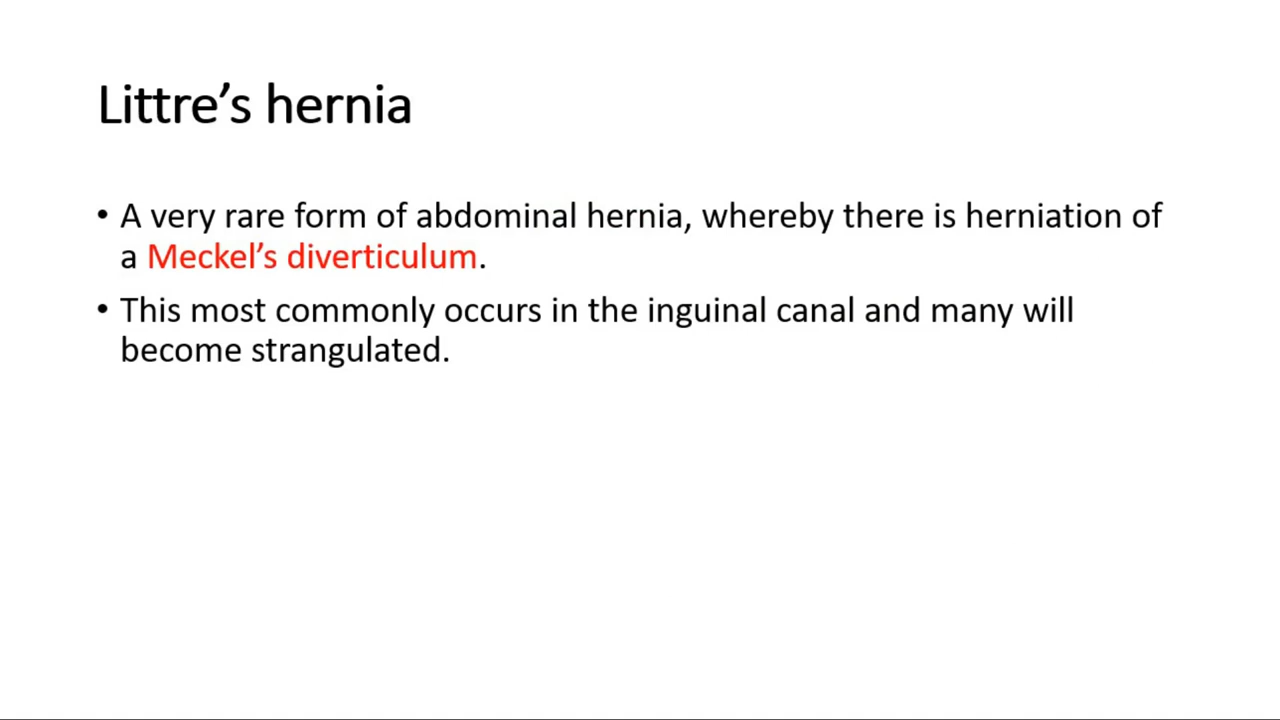 Littre’s hernia
• A very rare form of abdominal hernia, whereby there is herniation of
a Meckel’s diverticulum.
• This most commonly occurs in the inguinal canal and many will
become strangulated.